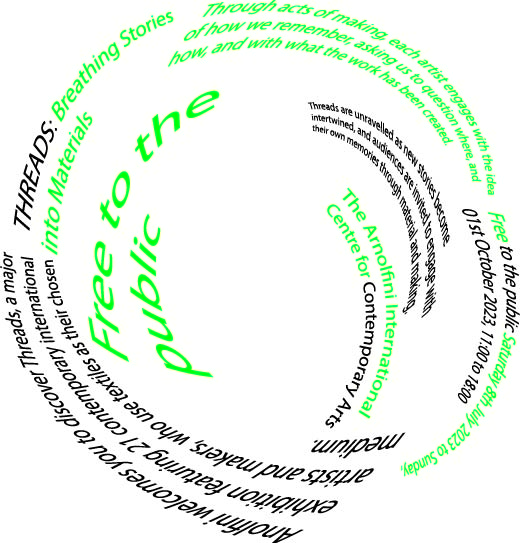 THREADS: Breathing Stories
into Materials
Through acts of making, each artist engages with the idea
of how we remember, asking us to question where, and
how, and with what the work has been created.
Free to the
public
Threads are unravelled as new stories become
intertwined, and audiences are invited to engage with
their own memories through material and making.
The Arnolfini International
Centre for Contemporary Arts
Free to the public Saturday 8th July 2023 to Sunday,
01st October 2023, 11:00 to 18:00
Anolfini welcomes you to discover Threads, a major
exhibition featuring 21 contemporary international
artists and makers, who use textiles as their chosen
medium.